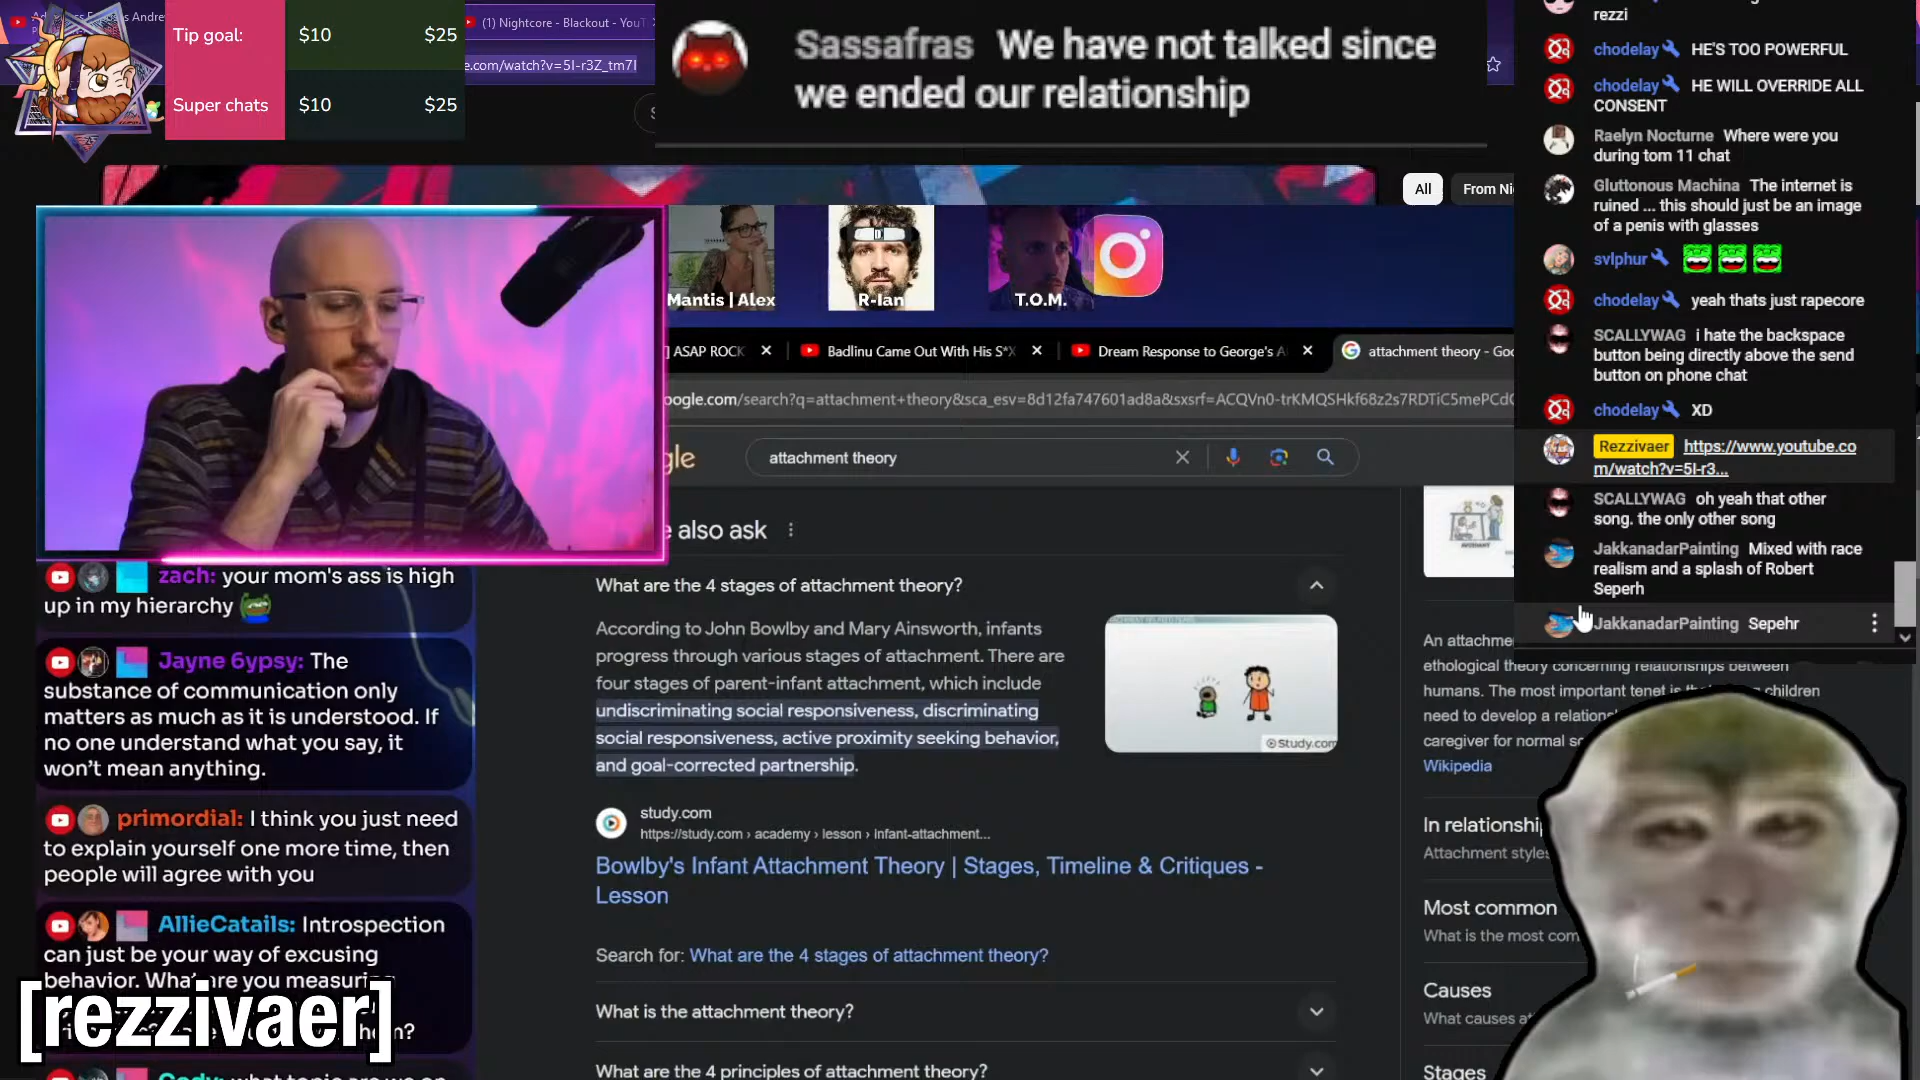 Tip goal: $10 $25
Super chats $10 $25
(1) Nightcore - Blackout - YouT
e.com/watch?v=5I-r3Z_tm7I
Sassafras We have not talked since
we ended our relationship
All From Ni
Mantis | Alex
R-Ian
T.O.M.
ASAP ROCK
Badlinu Came Out With His S*X
Dream Response to George's A
attachment theory - Goo
oogle.com/search?q=attachment+theory&sca_esv=8d12fa747601ad8a&sxsrf=ACQVn0-trKMQSHkf68z2s7RDTiC5mePCdC
gle
attachment theory
e also ask
What are the 4 stages of attachment theory?
According to John Bowlby and Mary Ainsworth, infants
progress through various stages of attachment. There are
four stages of parent-infant attachment, which include
undiscriminating social responsiveness, discriminating
social responsiveness, active proximity seeking behavior,
and goal-corrected partnership.
Study.com
study.com
https://study.com › academy › lesson › infant-attachment...
Bowlby's Infant Attachment Theory | Stages, Timeline & Critiques -
Lesson
Search for: What are the 4 stages of attachment theory?
What is the attachment theory?
What are the 4 principles of attachment theory?
zach: your mom's ass is high
up in my hierarchy
Jayne 6ypsy: The
substance of communication only
matters as much as it is understood. If
no one understand what you say, it
won't mean anything.
primordial: I think you just need
to explain yourself one more time, then
people will agree with you
AllieCatails: Introspection
can just be your way of excusing
behavior. What are you measuring
[rezzivaer]
rezzi
chodelay HE'S TOO POWERFUL
chodelay HE WILL OVERRIDE ALL
CONSENT
Raelyn Nocturne Where were you
during tom 11 chat
Gluttonous Machina The internet is
ruined ... this should just be an image
of a penis with glasses
svlphur
chodelay yeah thats just rapecore
SCALLYWAG i hate the backspace
button being directly above the send
button on phone chat
chodelay XD
Rezzivaer https://www.youtube.co
m/watch?v=5I-r3...
SCALLYWAG oh yeah that other
song. the only other song
JakkanadarPainting Mixed with race
realism and a splash of Robert
Seperh
JakkanadarPainting Sepehr
An attachme
ethological theory concerning relationships between
humans. The most important tenet is children
need to develop a relation
caregiver for normal so
Wikipedia
In relationship
Attachment styles
Most common
What is the most com
Causes
What causes at
Stages